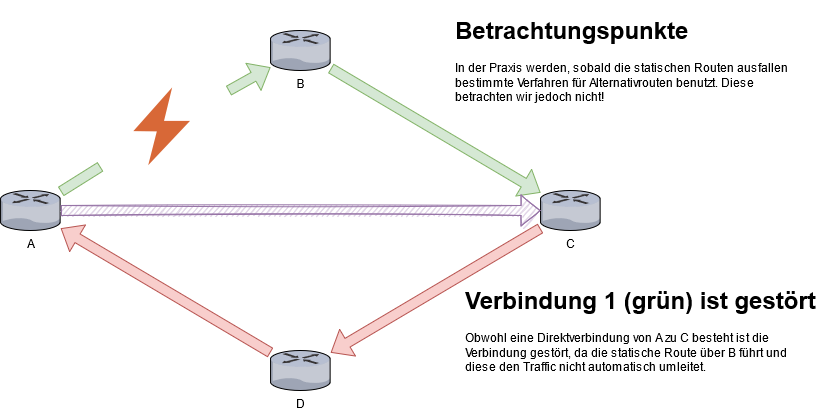 Betrachtungspunkte
In der Praxis werden, sobald die statischen Routen ausfallen
bestimmte Verfahren für Alternativrouten benutzt. Diese
betrachten wir jedoch nicht!
B
A
C
Verbindung 1 (grün) ist gestört
Obwohl eine Direktverbindung von A zu C besteht ist die
Verbindung gestört, da die statische Route über B führt und
diese den Traffic nicht automatisch umleitet.
D